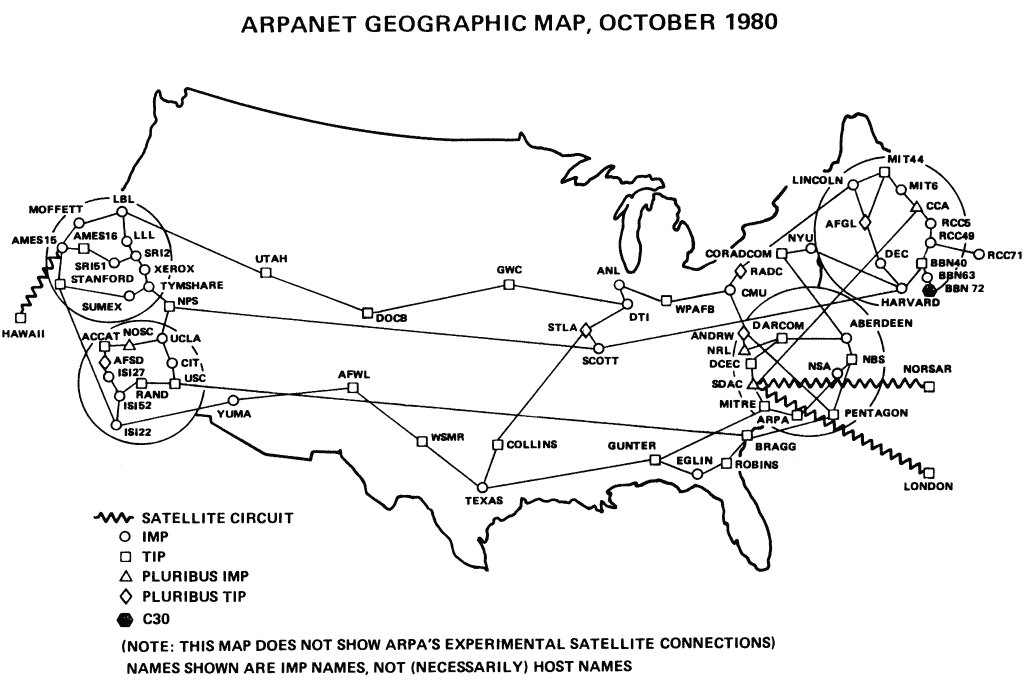 ARPANET GEOGRAPHIC MAP, OCTOBER 1980
MIT44
LINCOLN
MIT6
CCA
AFGL
RCC5
RCC49
RCC71
DEC
BBN40
BBN63
BBN 72
HARVARD
NYU
CORADCOM
RADC
CMU
LBL
MOFFETT
AMES15
AMES16
LLL
SRI2
SRI51
XEROX
STANFORD
TYMSHARE
SUMEX
NPS
HAWAII
UTAH
GWC
ANL
DOCB
DTI
WPAFB
STLA
SCOTT
ACCAT
NOSC
UCLA
AFSD
CIT
ISI27
RAND
USC
ISI52
ISI22
YUMA
AFWL
WSMR
COLLINS
TEXAS
GUNTER
EGLIN
ROBINS
BRAGG
DARCOM
ABERDEEN
ANDRW
NRL
DCEC
NSA
NBS
SDAC
NORSAR
MITRE
ARPA
PENTAGON
LONDON
SATELLITE CIRCUIT
IMP
TIP
PLURIBUS IMP
PLURIBUS TIP
C30
(NOTE: THIS MAP DOES NOT SHOW ARPA'S EXPERIMENTAL SATELLITE CONNECTIONS)
NAMES SHOWN ARE IMP NAMES, NOT (NECESSARILY) HOST NAMES